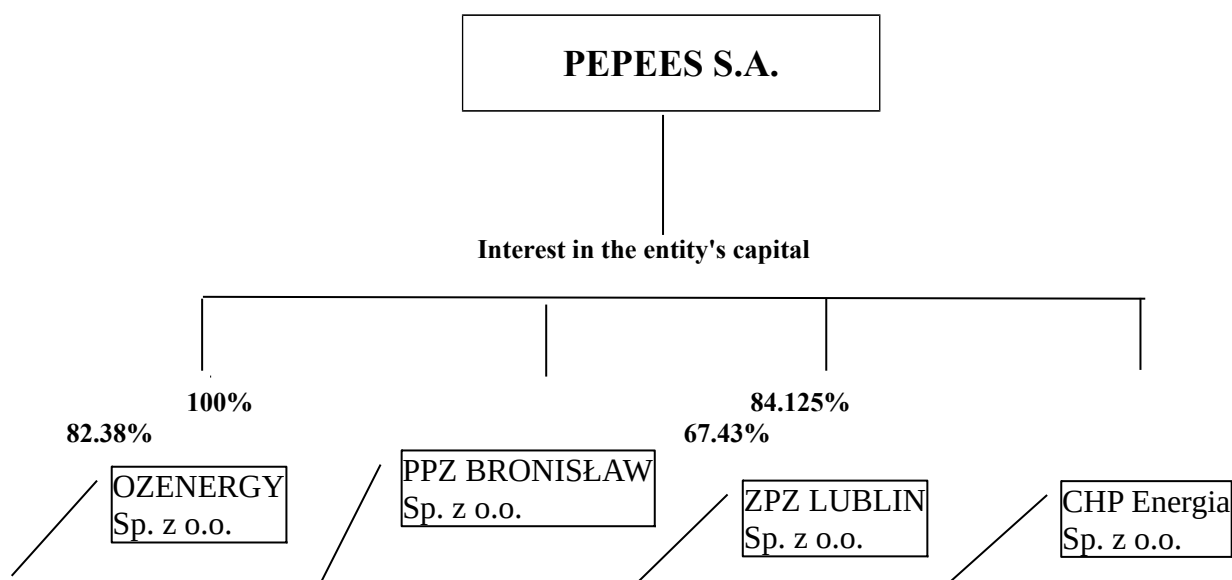 PEPEES S.A.
Interest in the entity's capital
100%
84.125%
82.38%
67.43%
OZENERGY
Sp. z o.o.
PPZ BRONISŁAW
Sp. z o.o.
ZPZ LUBLIN
Sp. z o.o.
CHP Energia
Sp. z o.o.